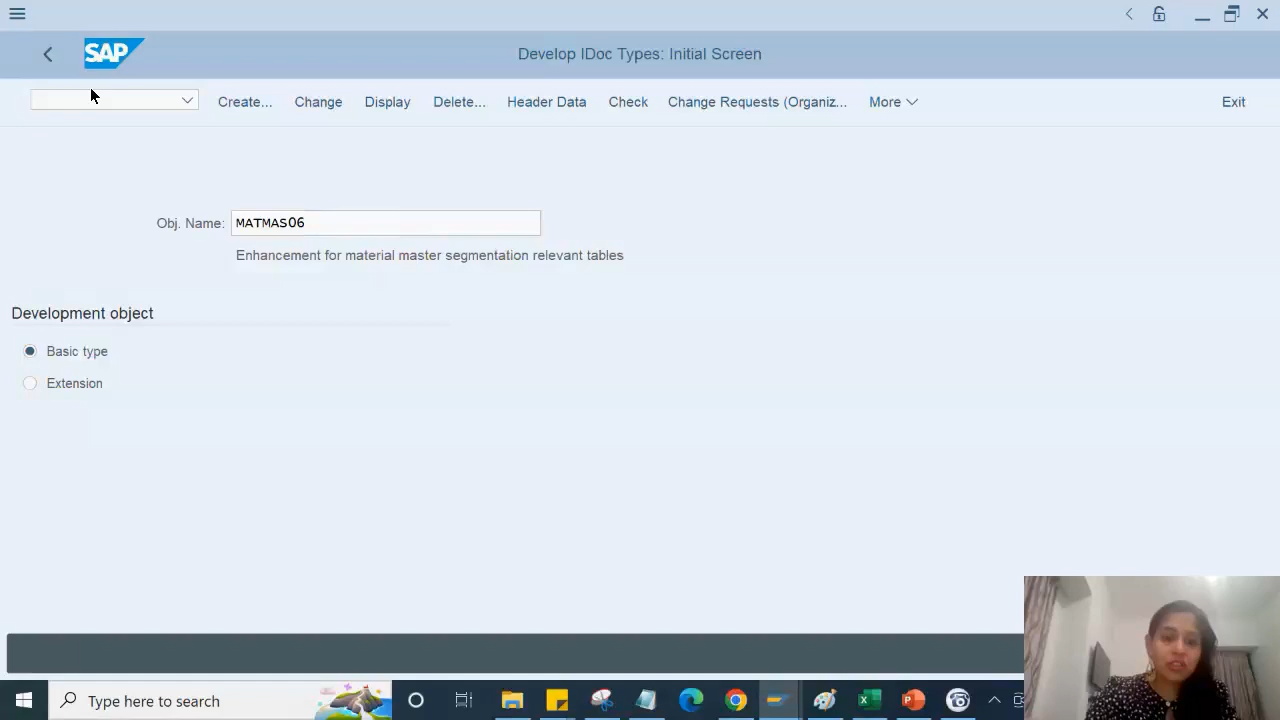 SAP
Develop IDoc Types: Initial Screen
Create...
Change
Display
Delete...
Header Data
Check
Change Requests (Organiz...
More
Exit
Obj. Name:
MATMAS06
Enhancement for material master segmentation relevant tables
Development object
Basic type
Extension
Type here to search